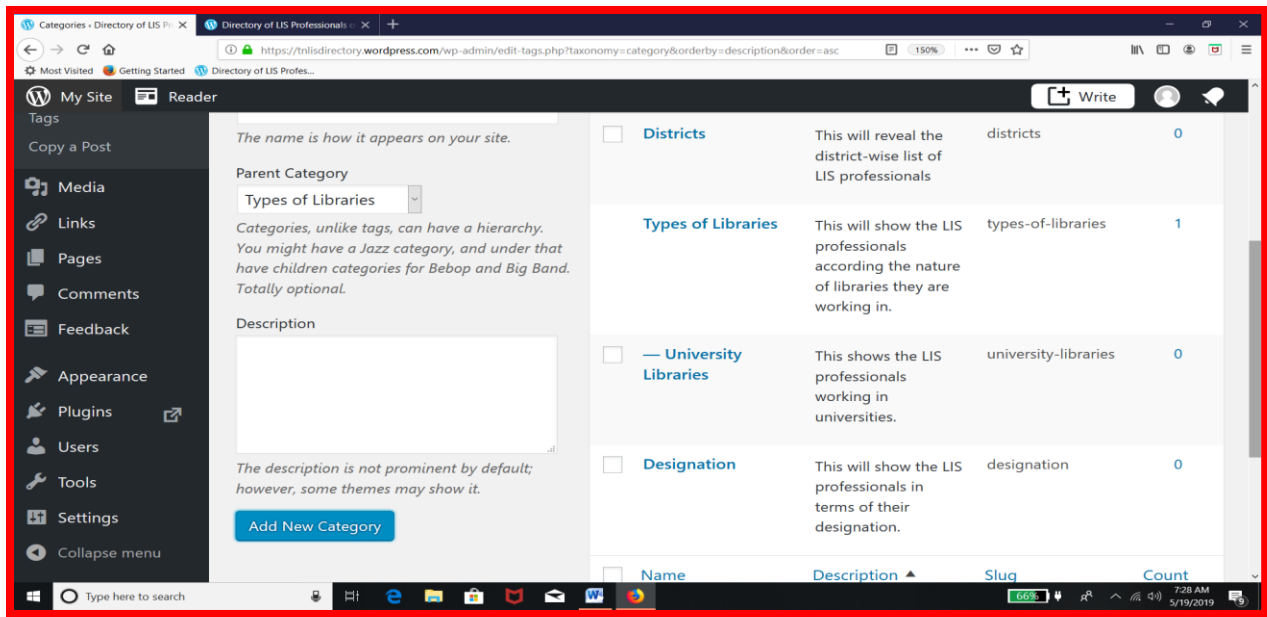 Categories ‹ Directory of LIS Pr
Directory of LIS Professionals o
https://tnlisdirectory.wordpress.com/wp-admin/edit-tags.php?taxonomy=category&orderby=description&order=asc
150%
Most Visited
Getting Started
Directory of LIS Profes...
My Site
Reader
Write
Tags
Copy a Post
Media
Links
Pages
Comments
Feedback
Appearance
Plugins
Users
Tools
Settings
Collapse menu
The name is how it appears on your site.
Parent Category
Types of Libraries
Categories, unlike tags, can have a hierarchy.
You might have a Jazz category, and under that
have children categories for Bebop and Big Band.
Totally optional.
Description
The description is not prominent by default;
however, some themes may show it.
Add New Category
Districts
This will reveal the
district-wise list of
LIS professionals
districts
0
Types of Libraries
This will show the LIS
professionals
according the nature
of libraries they are
working in.
types-of-libraries
1
— University
Libraries
This shows the LIS
professionals
working in
universities.
university-libraries
0
Designation
This will show the LIS
professionals in
terms of their
designation.
designation
0
Name
Description
Slug
Count
Type here to search
66%
7:28 AM
5/19/2019
9